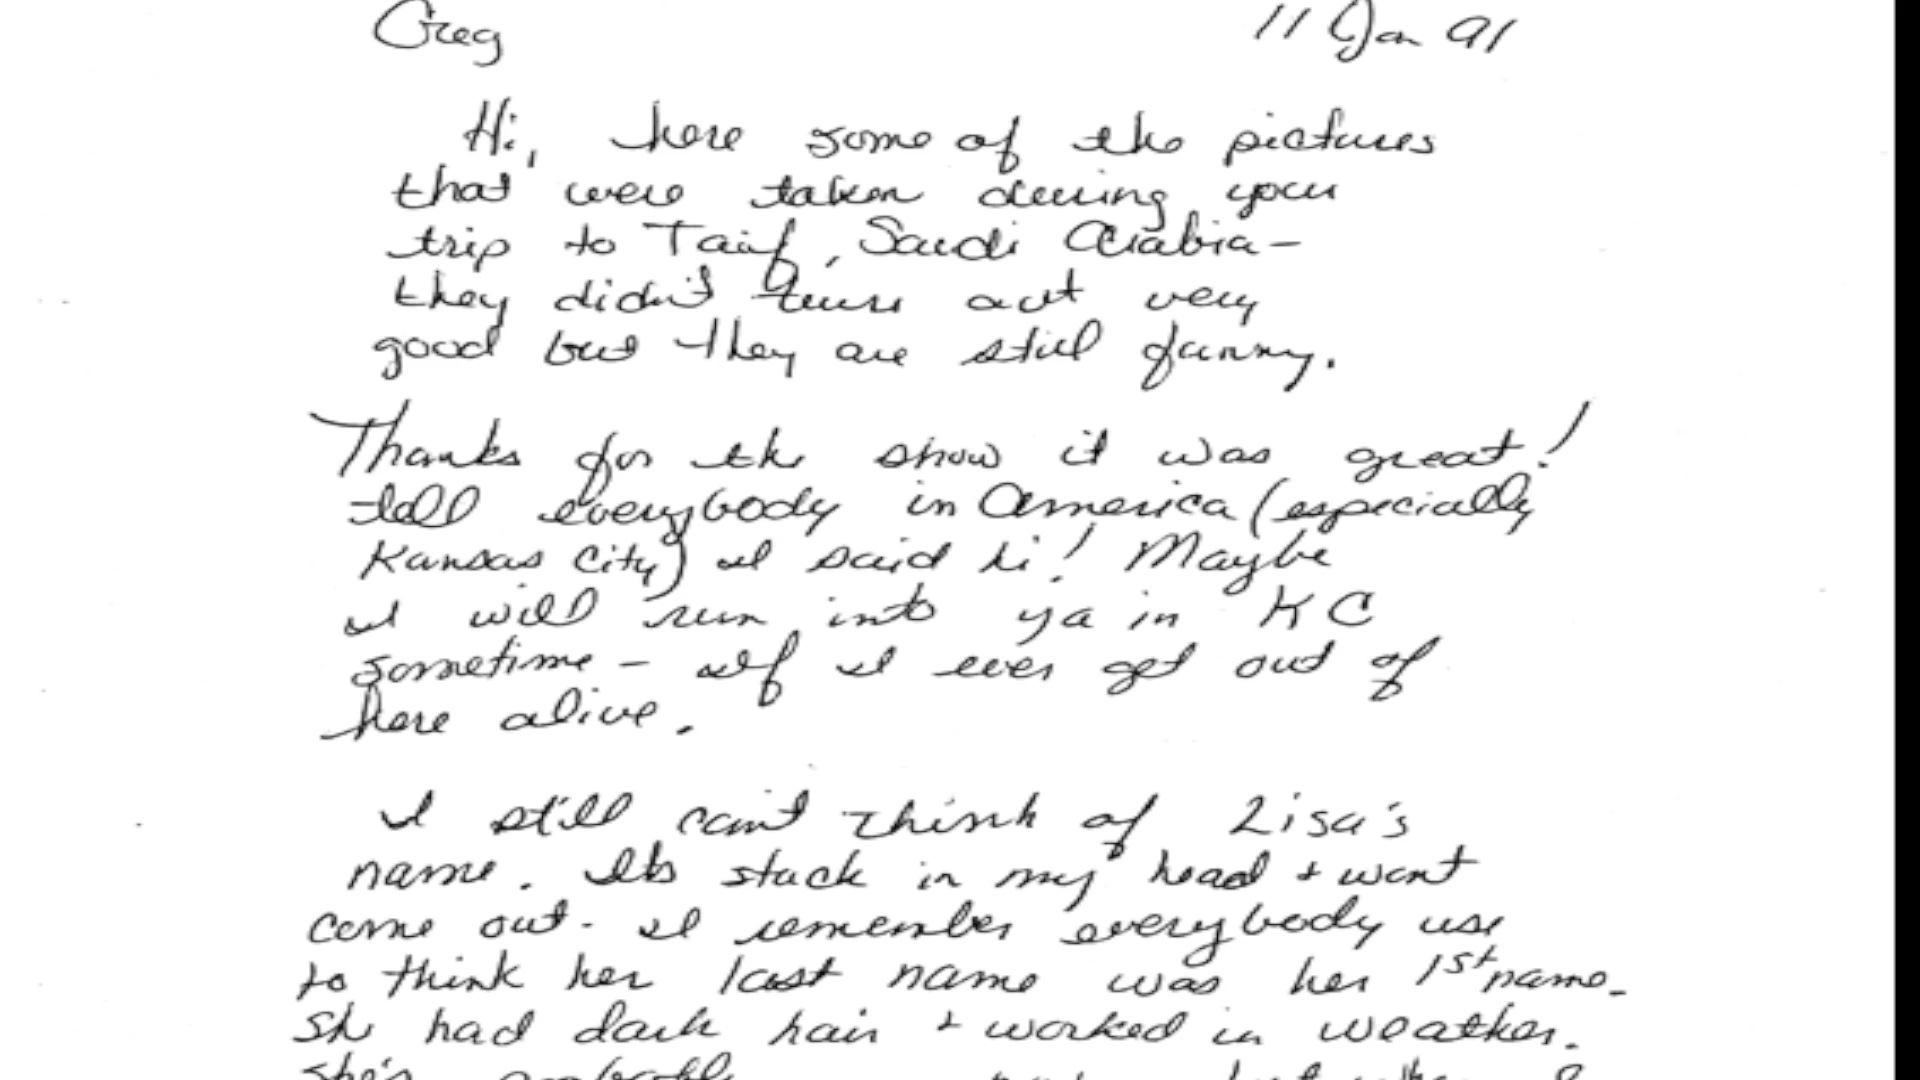 Greg 11 Jan 91
Hi, here some of the pictures
that were taken during your
trip to Taif, Saudi Arabia -
they didn't turn out very
good but they are still funny.
Thanks for the show it was great!
tell everybody in America (especially
Kansas City) I said hi! Maybe
I will run into ya in KC
sometime - if I ever get out of
here alive.
I still can't think of Lisa's
name. Its stuck in my head + wont
come out. I remember everybody use
to think her last name was her 1st name.
She had dark hair + worked in weather.
She's probably